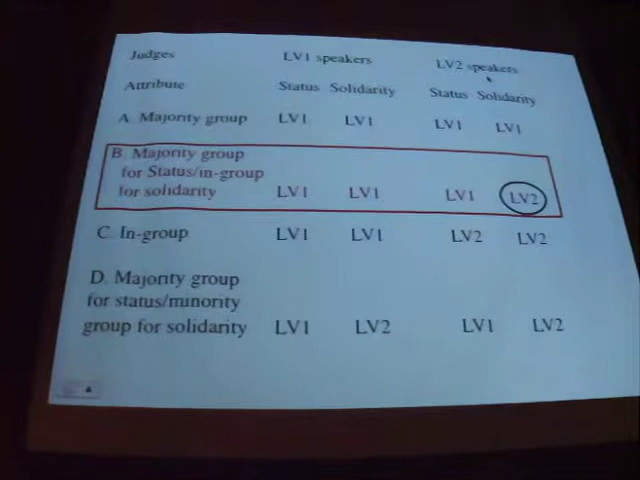 Judges LV1 speakers LV2 speakers
Attribute Status Solidarity Status Solidarity
A. Majority group LV1 LV1 LV1 LV1
B. Majority group
for Status/in-group
for solidarity LV1 LV1 LV1 LV2
C. In-group LV1 LV1 LV2 LV2
D. Majority group
for status/minority
group for solidarity LV1 LV2 LV1 LV2